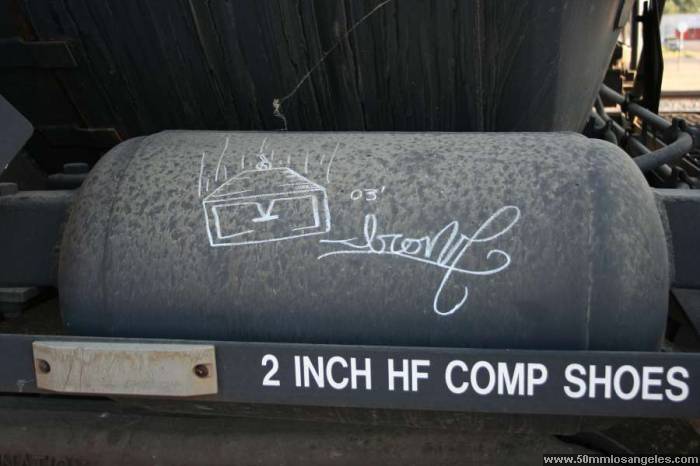 03'
2 INCH HF COMP SHOES
www.50mmlosangeles.com